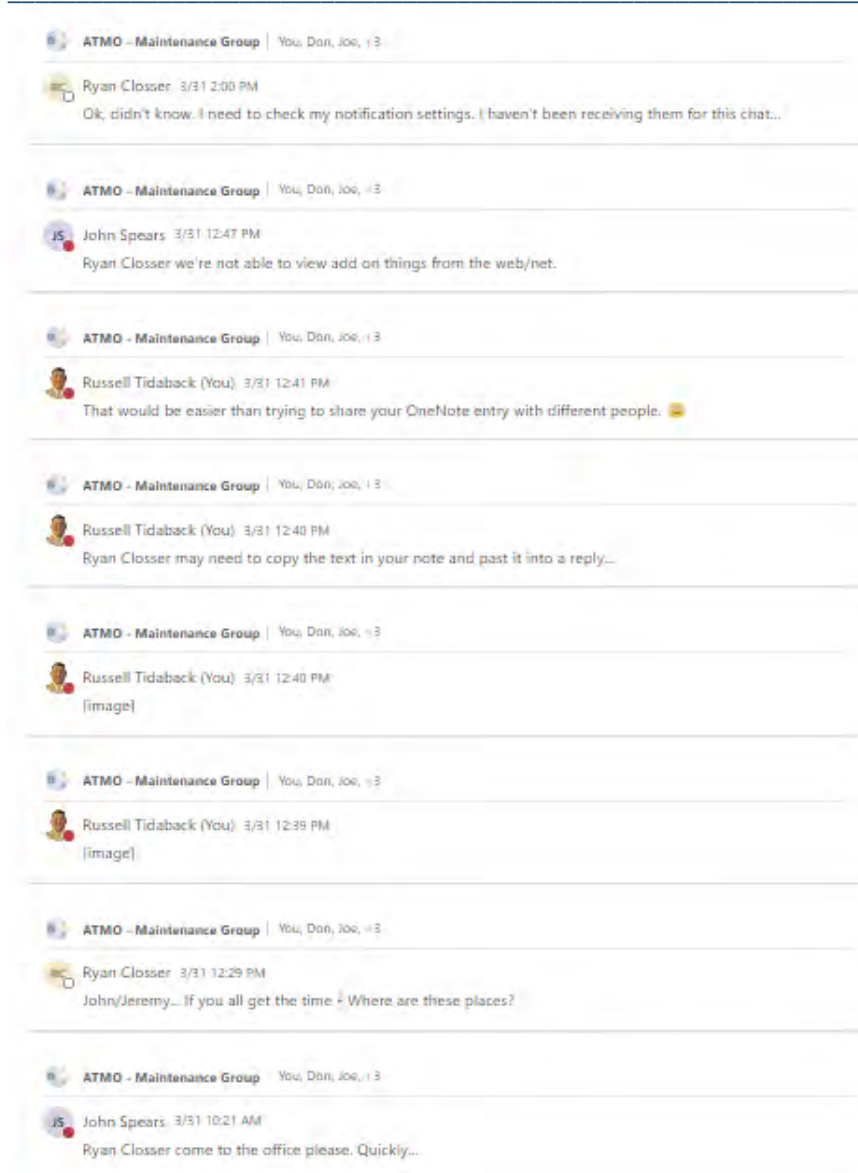 ATMO - Maintenance Group | You, Don, Joe, +3
Ryan Closser 3/31 2:00 PM
Ok, didn't know. I need to check my notification settings. I haven't been receiving them for this chat...
ATMO - Maintenance Group | You, Don, Joe, +3
JS John Spears 3/31 12:47 PM
Ryan Closser we're not able to view add on things from the web/net.
ATMO - Maintenance Group | You, Don, Joe, +3
Russell Tidaback (You) 3/31 12:41 PM
That would be easier than trying to share your OneNote entry with different people.
ATMO - Maintenance Group | You, Don, Joe, +3
Russell Tidaback (You) 3/31 12:40 PM
Ryan Closser may need to copy the text in your note and past it into a reply...
ATMO - Maintenance Group | You, Don, Joe, +3
Russell Tidaback (You) 3/31 12:40 PM
[image]
ATMO - Maintenance Group | You, Don, Joe, +3
Russell Tidaback (You) 3/31 12:39 PM
[image]
ATMO - Maintenance Group | You, Don, Joe, +3
Ryan Closser 3/31 12:29 PM
John/Jeremy... If you all get the time - Where are these places?
ATMO - Maintenance Group You, Don, Joe, +3
JS John Spears 3/31 10:21 AM
Ryan Closser come to the office please. Quickly...